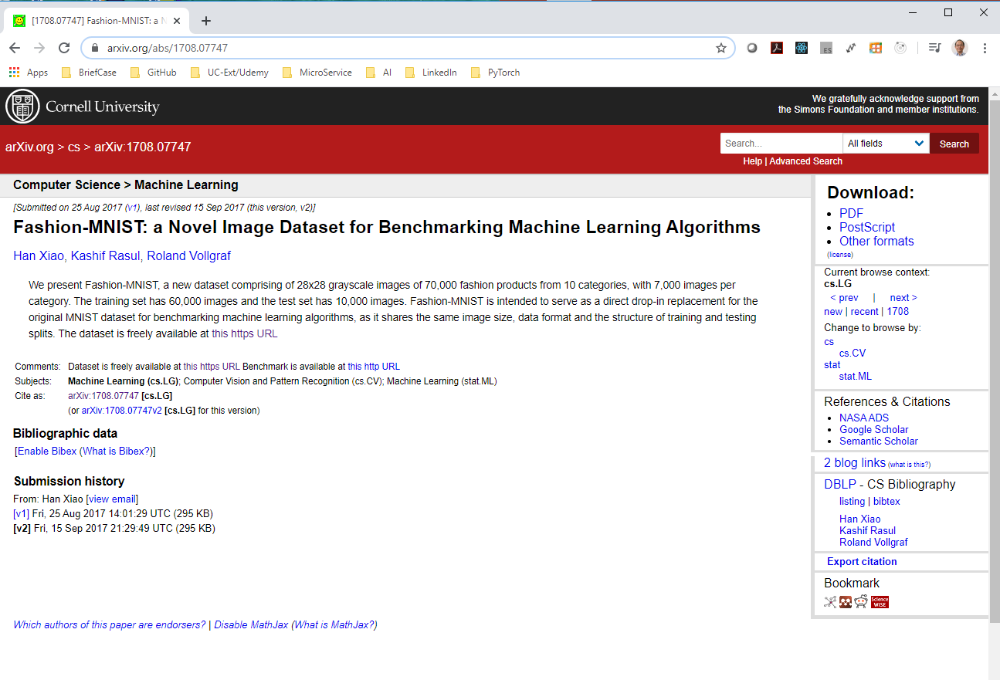 [1708.07747] Fashion-MNIST: a N
arxiv.org/abs/1708.07747
ES
Apps BriefCase GitHub UC-Ext/Udemy MicroService AI LinkedIn PyTorch
Cornell University
We gratefully acknowledge support from
the Simons Foundation and member institutions.
arXiv.org > cs > arXiv:1708.07747
Search... All fields Search
Help | Advanced Search
Computer Science > Machine Learning
[Submitted on 25 Aug 2017 (v1), last revised 15 Sep 2017 (this version, v2)]
Fashion-MNIST: a Novel Image Dataset for Benchmarking Machine Learning Algorithms
Han Xiao, Kashif Rasul, Roland Vollgraf
We present Fashion-MNIST, a new dataset comprising of 28x28 grayscale images of 70,000 fashion products from 10 categories, with 7,000 images per
category. The training set has 60,000 images and the test set has 10,000 images. Fashion-MNIST is intended to serve as a direct drop-in replacement for the
original MNIST dataset for benchmarking machine learning algorithms, as it shares the same image size, data format and the structure of training and testing
splits. The dataset is freely available at this https URL
Comments: Dataset is freely available at this https URL Benchmark is available at this http URL
Subjects: Machine Learning (cs.LG); Computer Vision and Pattern Recognition (cs.CV); Machine Learning (stat.ML)
Cite as: arXiv:1708.07747 [cs.LG]
(or arXiv:1708.07747v2 [cs.LG] for this version)
Bibliographic data
[Enable Bibex (What is Bibex?)]
Submission history
From: Han Xiao [view email]
[v1] Fri, 25 Aug 2017 14:01:29 UTC (295 KB)
[v2] Fri, 15 Sep 2017 21:29:49 UTC (295 KB)
Which authors of this paper are endorsers? | Disable MathJax (What is MathJax?)
Download:
PDF
PostScript
Other formats
(license)
Current browse context:
cs.LG
< prev | next >
new | recent | 1708
Change to browse by:
cs
cs.CV
stat
stat.ML
References & Citations
NASA ADS
Google Scholar
Semantic Scholar
2 blog links (what is this?)
DBLP - CS Bibliography
listing | bibtex
Han Xiao
Kashif Rasul
Roland Vollgraf
Export citation
Bookmark
Science
WISE